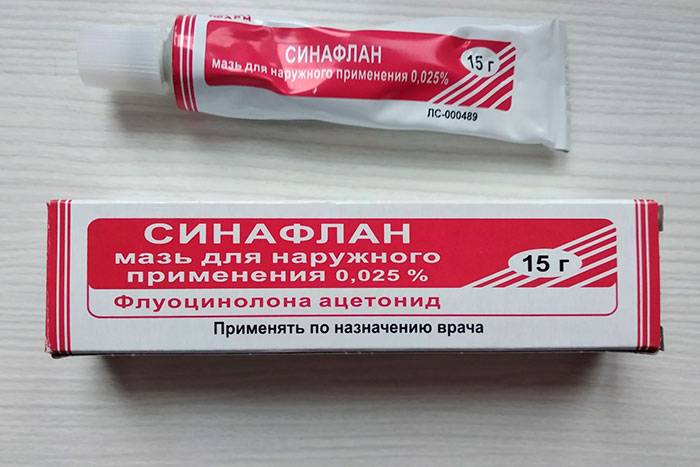 СИНАФЛАН
мазь для наружного применения 0,025%
15 г
ЛС-000489
СИНАФЛАН
мазь для наружного
применения 0,025 %
15 г
Флуоцинолона ацетонид
Применять по назначению врача